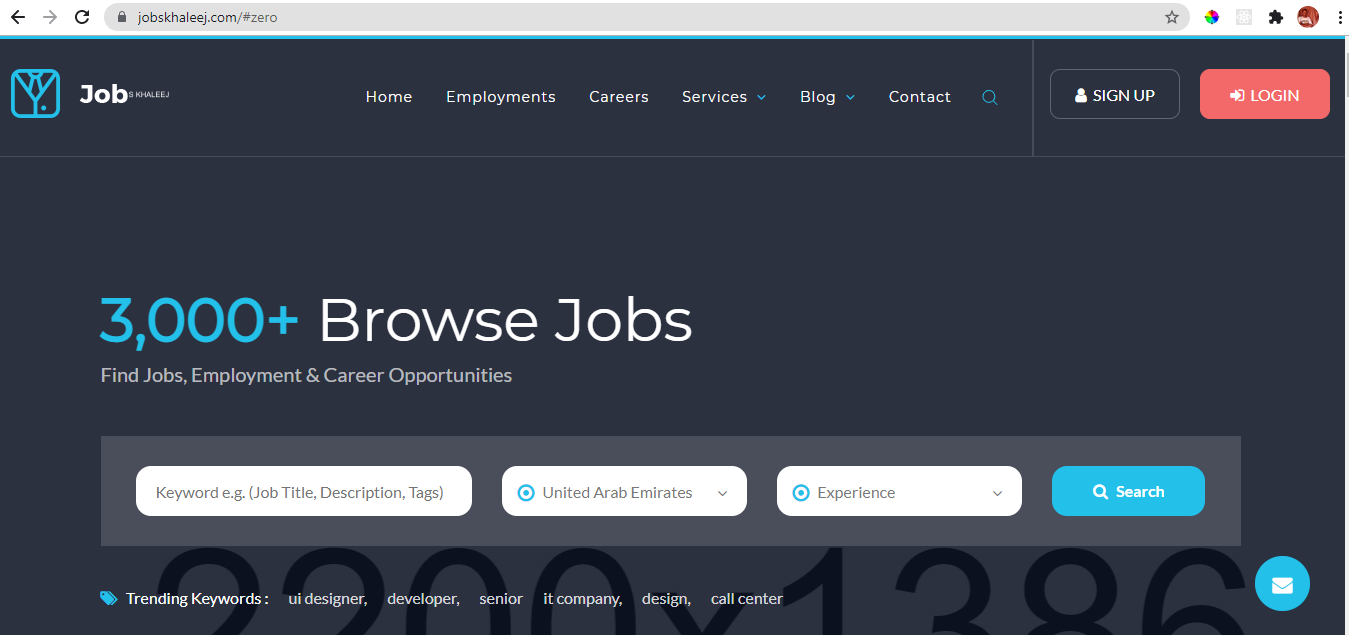 jobskhaleej.com/#zero
Job S KHALEEJ
Home Employments Careers Services Blog Contact
SIGN UP
LOGIN
3,000+ Browse Jobs
Find Jobs, Employment & Career Opportunities
Keyword e.g. (Job Title, Description, Tags)
United Arab Emirates
Experience
Search
2200x1386
Trending Keywords : ui designer, developer, senior it company, design, call center